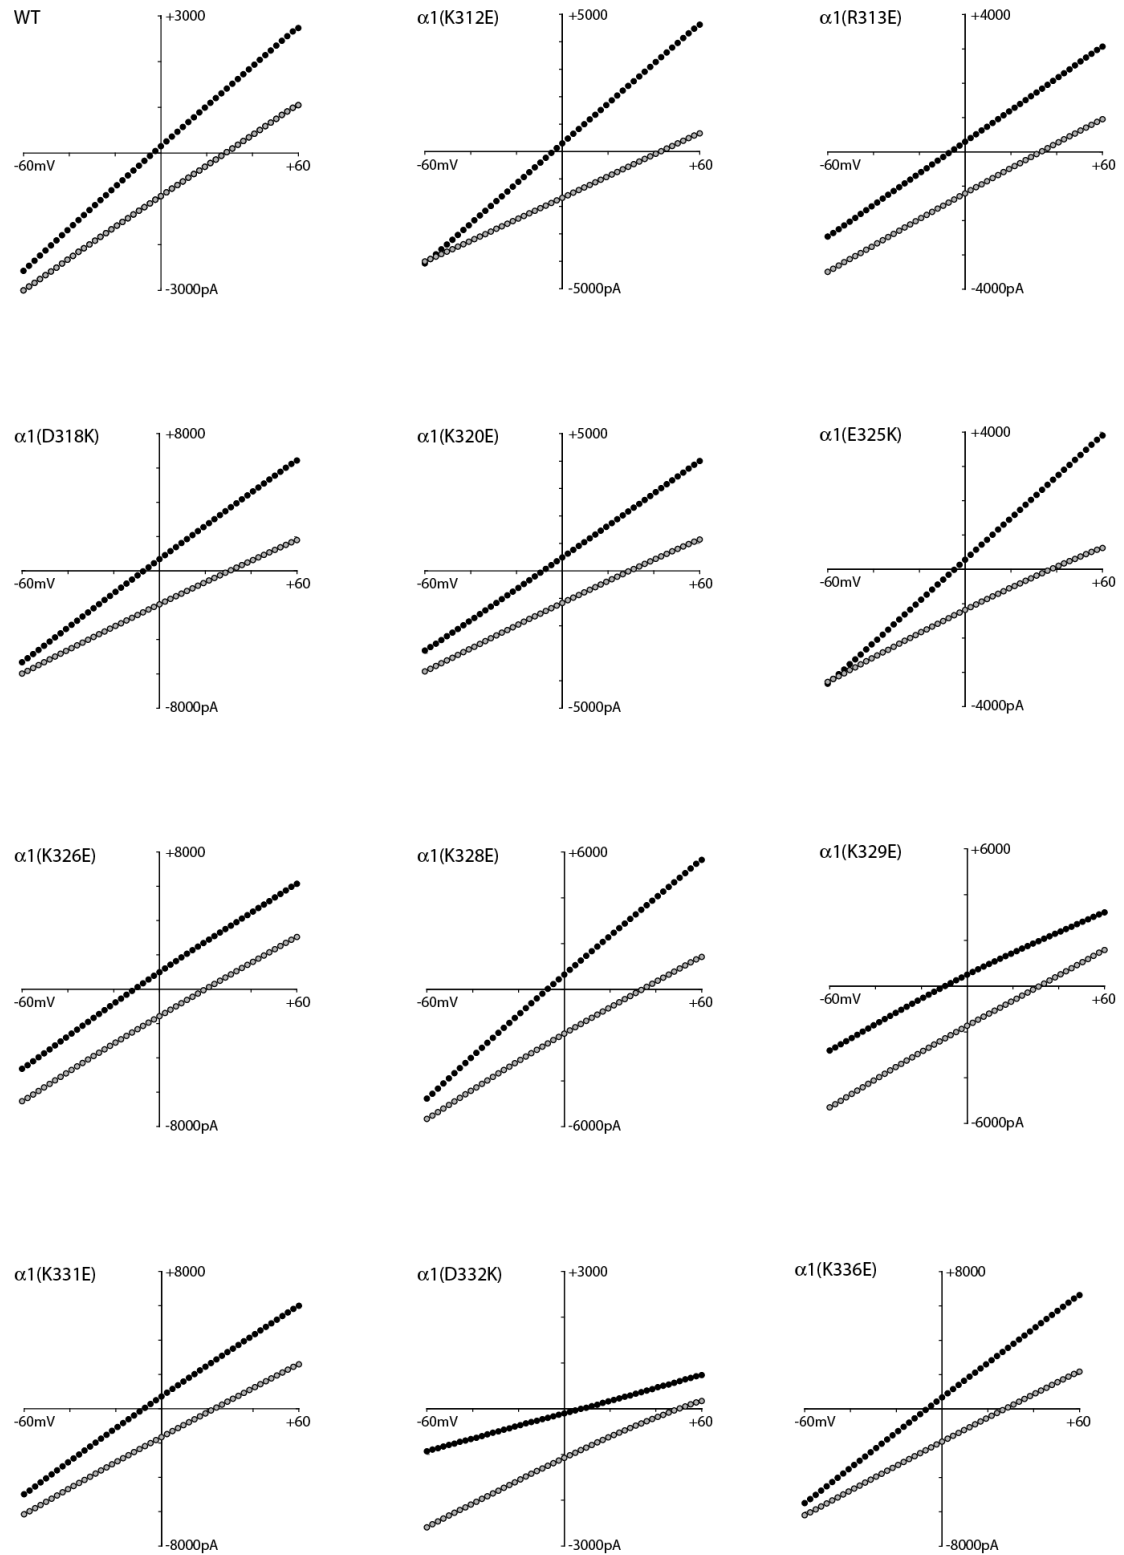 WT
+3000
-60mV
+60
-3000pA
α1(K312E)
+5000
-60mV
+60
-5000pA
α1(R313E)
+4000
-60mV
+60
-4000pA
α1(D318K)
+8000
-60mV
+60
-8000pA
α1(K320E)
+5000
-60mV
+60
-5000pA
α1(E325K)
+4000
-60mV
+60
-4000pA
α1(K326E)
+8000
-60mV
+60
-8000pA
α1(K328E)
+6000
-60mV
+60
-6000pA
α1(K329E)
+6000
-60mV
+60
-6000pA
α1(K331E)
+8000
-60mV
+60
-8000pA
α1(D332K)
+3000
-60mV
+60
-3000pA
α1(K336E)
+8000
-60mV
+60
-8000pA